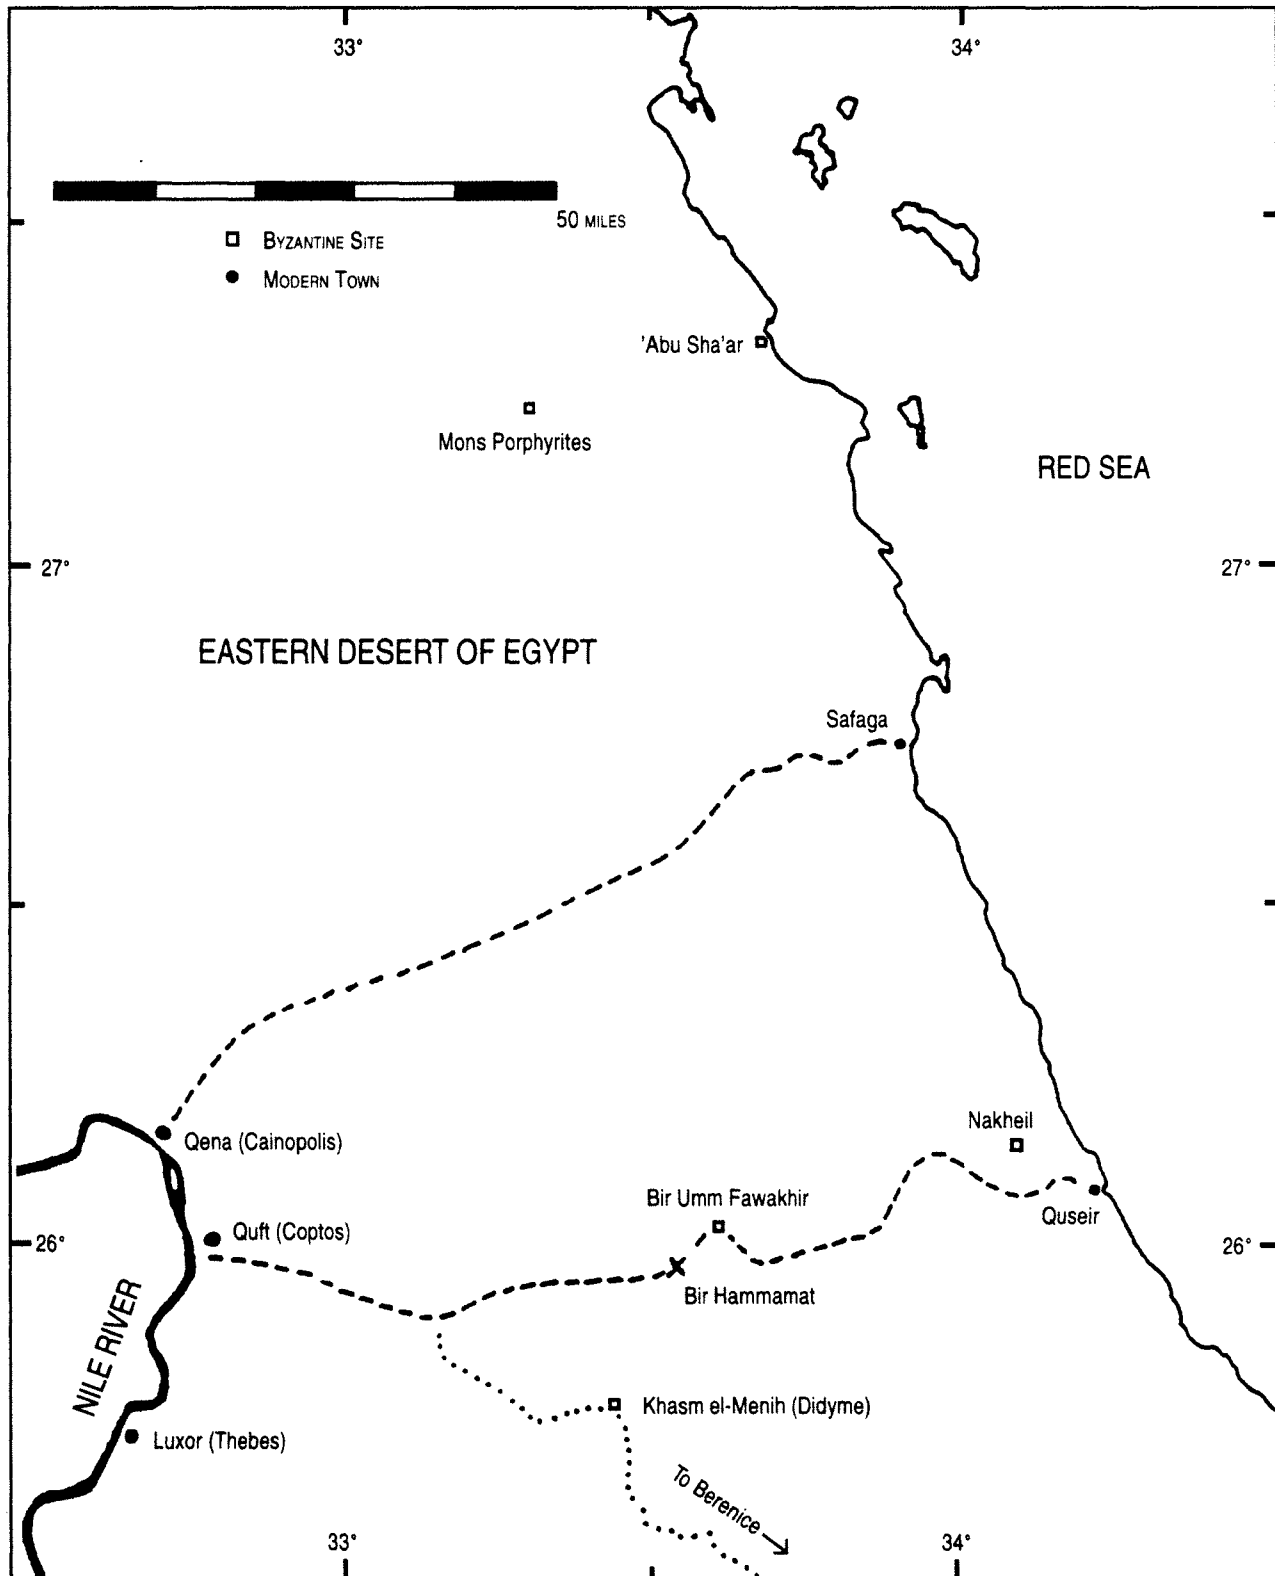 33°
34°
50 MILES
BYZANTINE SITE
MODERN TOWN
'Abu Sha'ar
Mons Porphyrites
RED SEA
27°
27°
EASTERN DESERT OF EGYPT
Safaga
Nakheil
Qena (Cainopolis)
Bir Umm Fawakhir
Quseir
Quft (Coptos)
26°
26°
Bir Hammamat
NILE RIVER
Khasm el-Menih (Didyme)
Luxor (Thebes)
To Berenice
33°
34°